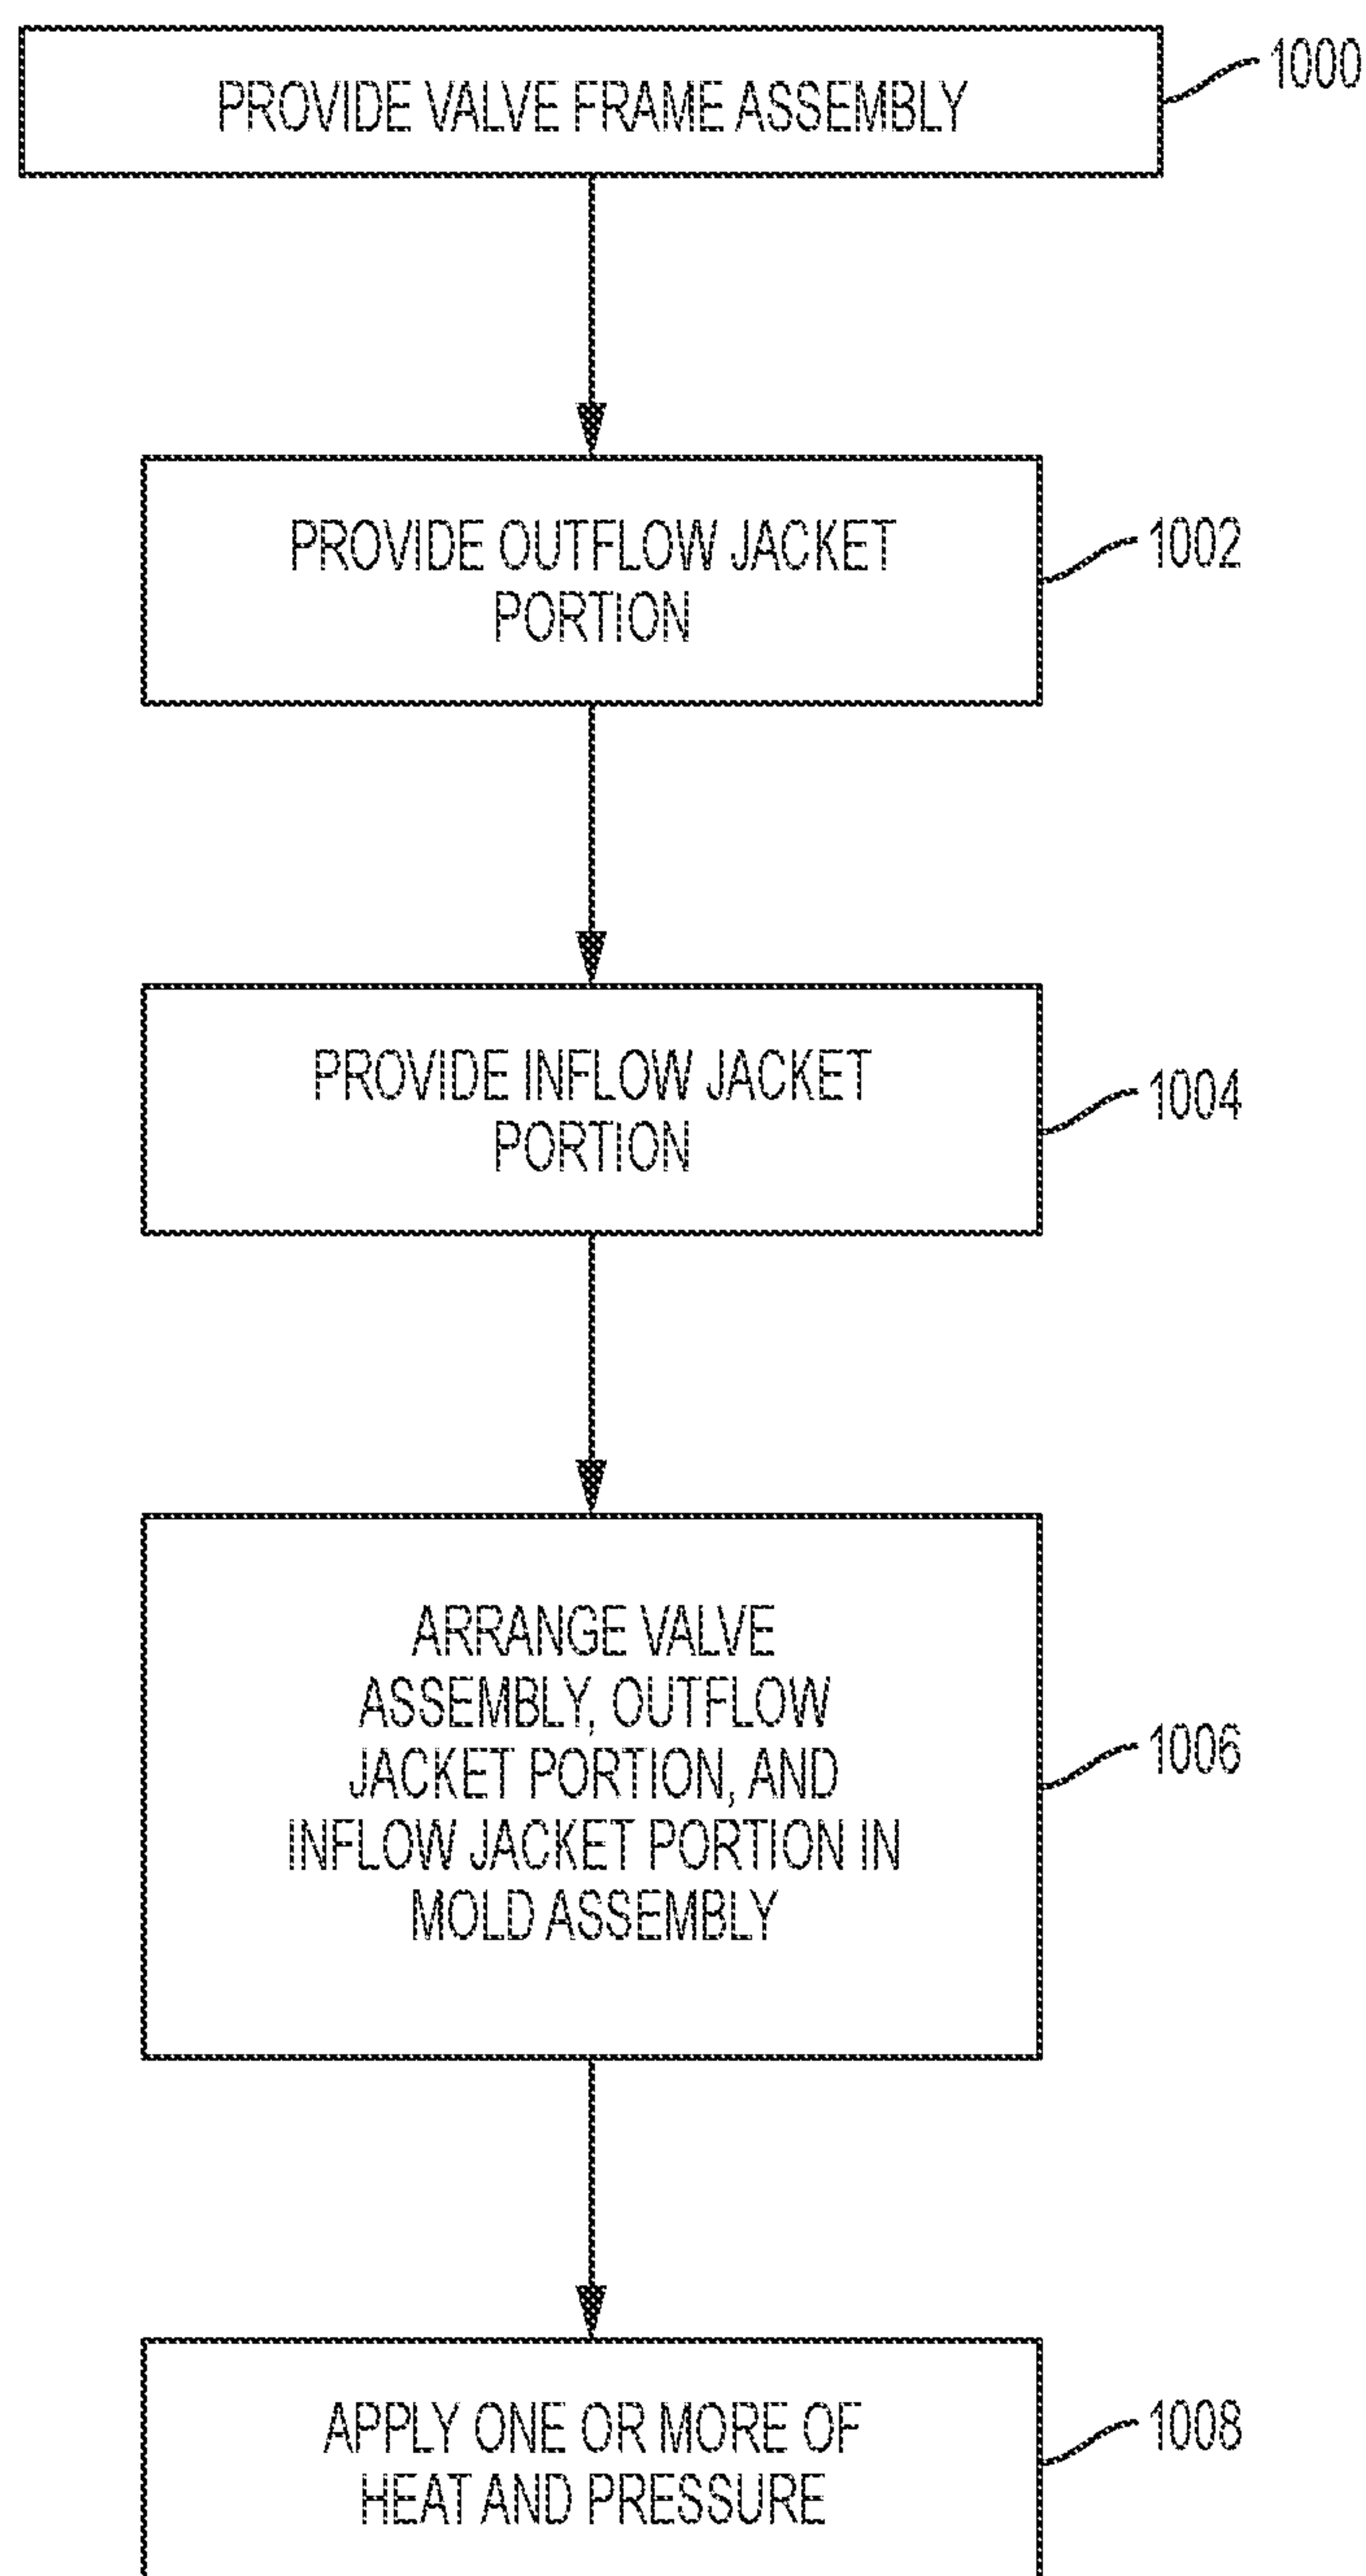 PROVIDE VALVE FRAME ASSEMBLY
1000
PROVIDE OUTFLOW JACKET
PORTION
1002
PROVIDE INFLOW JACKET
PORTION
1004
ARRANGE VALVE
ASSEMBLY, OUTFLOW
JACKET PORTION, AND
INFLOW JACKET PORTION IN
MOLD ASSEMBLY
1006
APPLY ONE OR MORE OF
HEAT AND PRESSURE
1008